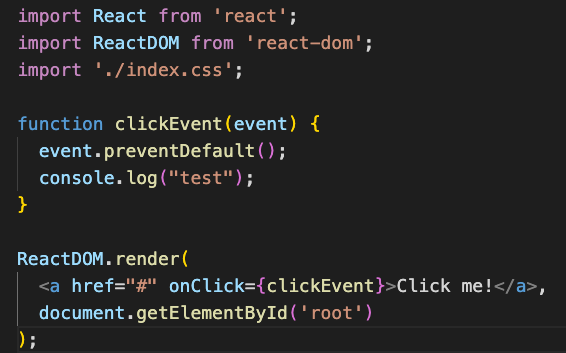 import React from 'react';
import ReactDOM from 'react-dom';
import './index.css';

function clickEvent(event) {
  event.preventDefault();
  console.log("test");
}

ReactDOM.render(
  <a href="#" onClick={clickEvent}>Click me!</a>,
  document.getElementById('root')
);